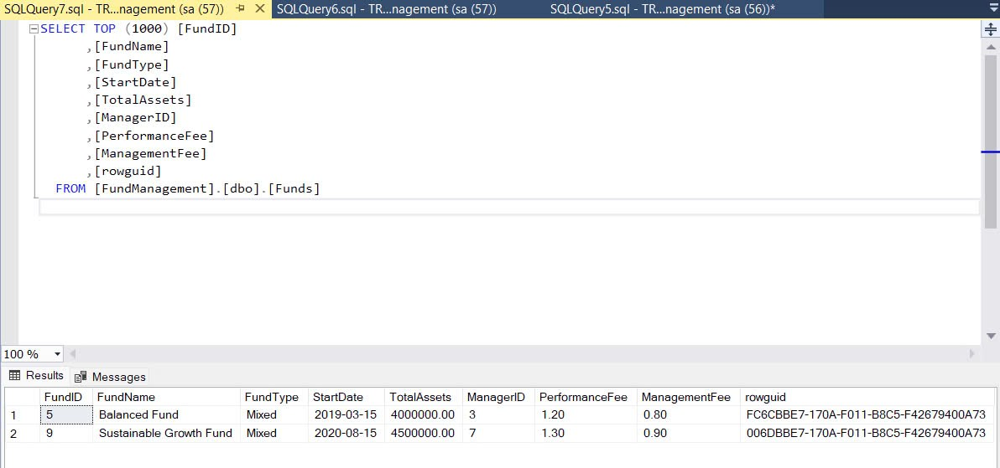 SQLQuery7.sql - TR...nagement (sa (57)) SQLQuery6.sql - TR...nagement (sa (57)) SQLQuery5.sql - TR...nagement (sa (56))*
SELECT TOP (1000) [FundID]
,[FundName]
,[FundType]
,[StartDate]
,[TotalAssets]
,[ManagerID]
,[PerformanceFee]
,[ManagementFee]
,[rowguid]
FROM [FundManagement].[dbo].[Funds]
100 %
Results Messages
FundID FundName FundType StartDate TotalAssets ManagerID PerformanceFee ManagementFee rowguid
1 5 Balanced Fund Mixed 2019-03-15 4000000.00 3 1.20 0.80 FC6CBBE7-170A-F011-B8C5-F42679400A73
2 9 Sustainable Growth Fund Mixed 2020-08-15 4500000.00 7 1.30 0.90 006DBBE7-170A-F011-B8C5-F42679400A73